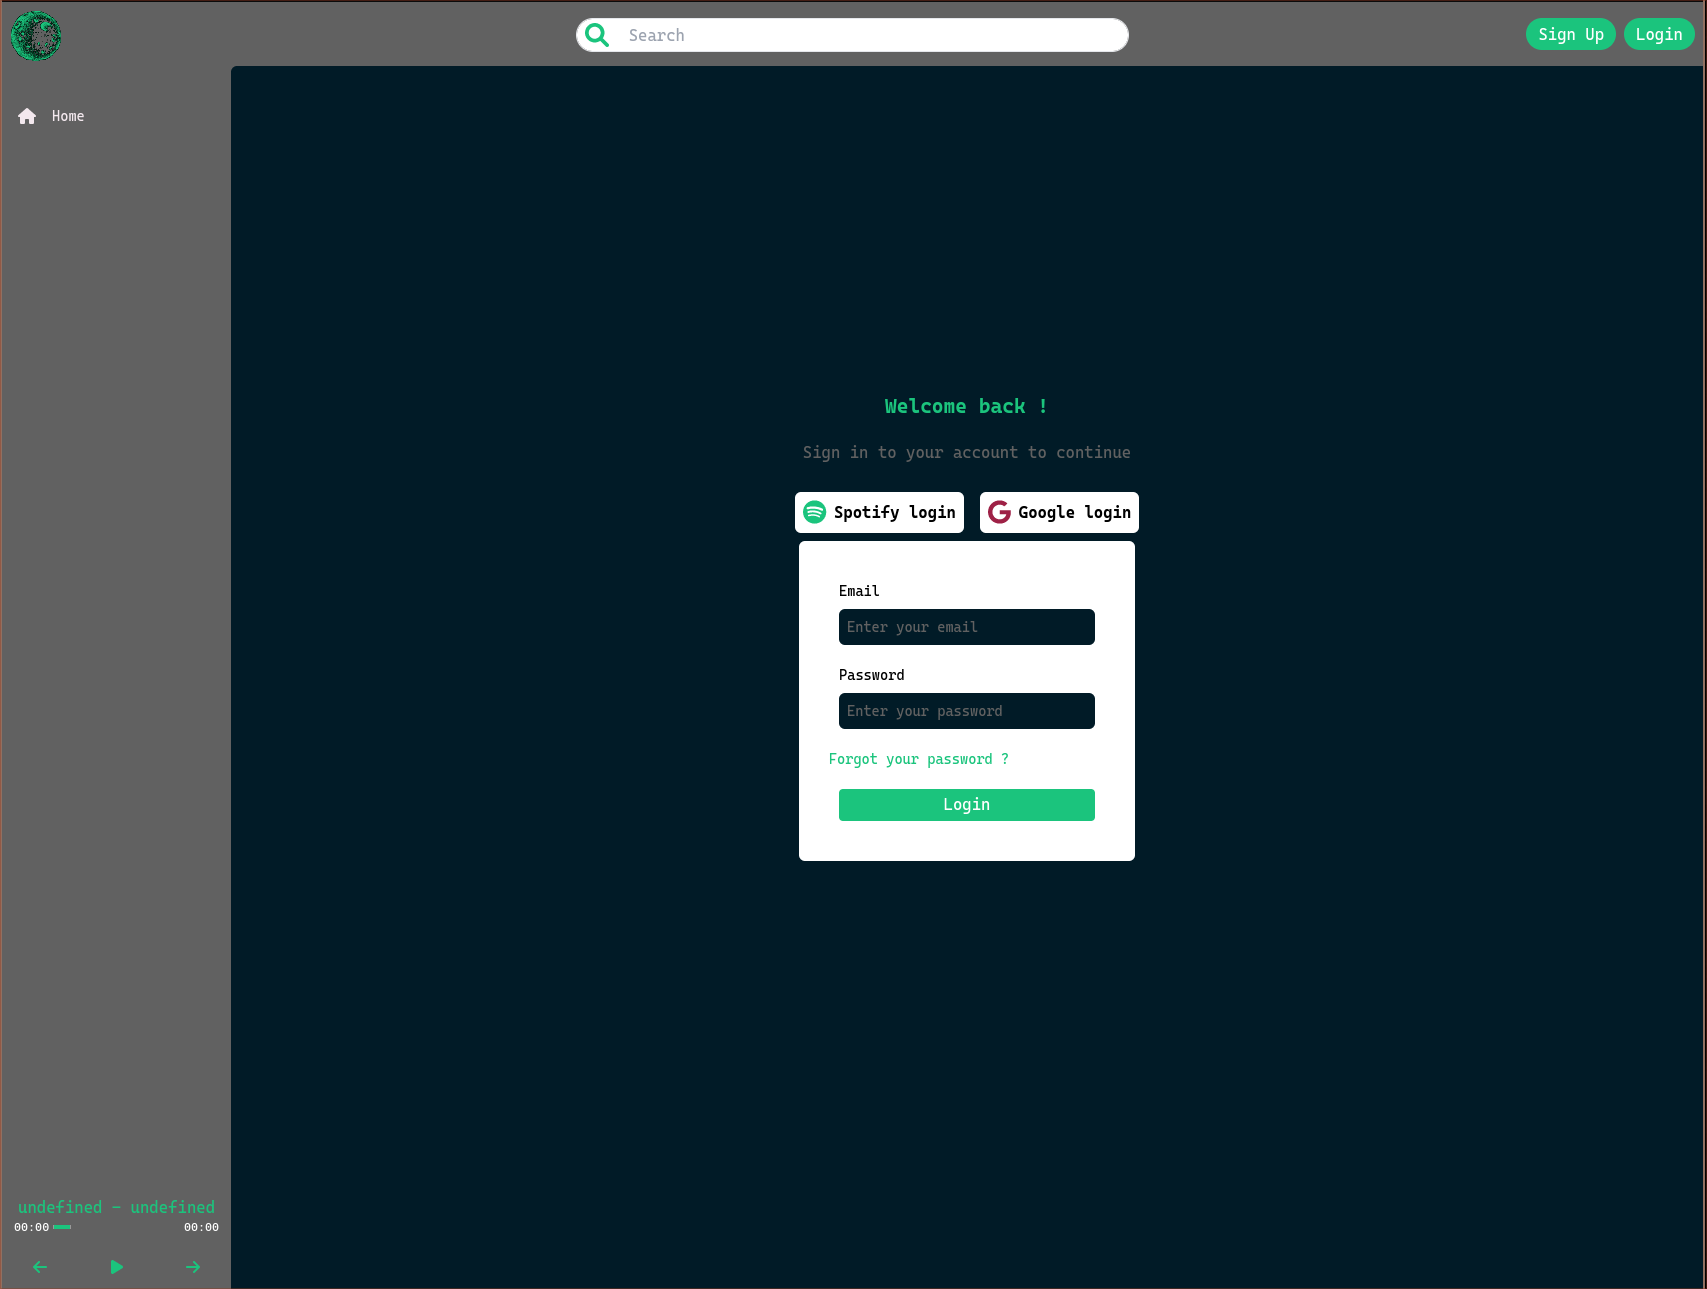 Search
Sign Up
Login
Home
Welcome back !
Sign in to your account to continue
Spotify login
Google login
Email
Enter your email
Password
Enter your password
Forgot your password ?
Login
undefined - undefined
00:00
00:00